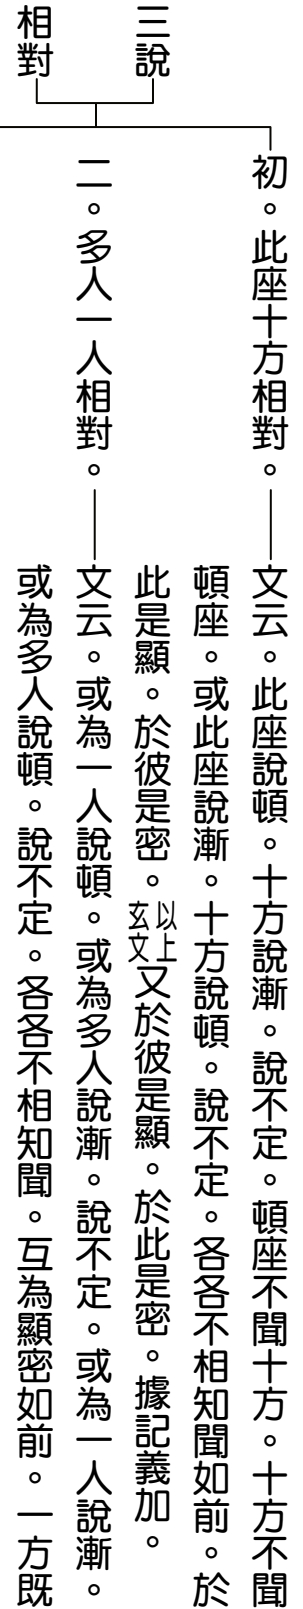 三說
相對
初。此座十方相對。
文云。此座說頓。十方說漸。說不定。頓座不聞十方。十方不聞
頓座。或此座說漸。十方說頓。說不定。各各不相知聞如前。於
此是顯。於彼是密。以上玄文又於彼是顯。於此是密。據記義加。
二。多人一人相對。
文云。或為一人說頓。或為多人說漸。說不定。或為一人說漸。
或為多人說頓。說不定。各各不相知聞。互為顯密如前。一方既